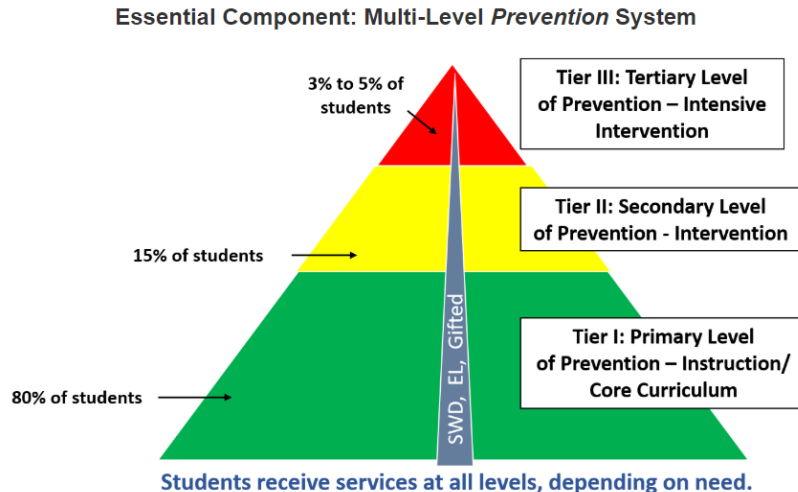 Essential Component: Multi-Level Prevention System
3% to 5% of
students
Tier III: Tertiary Level
of Prevention – Intensive
Intervention
15% of students
Tier II: Secondary Level
of Prevention - Intervention
80% of students
Tier I: Primary Level
of Prevention – Instruction/
Core Curriculum
SWD, EL, Gifted
Students receive services at all levels, depending on need.